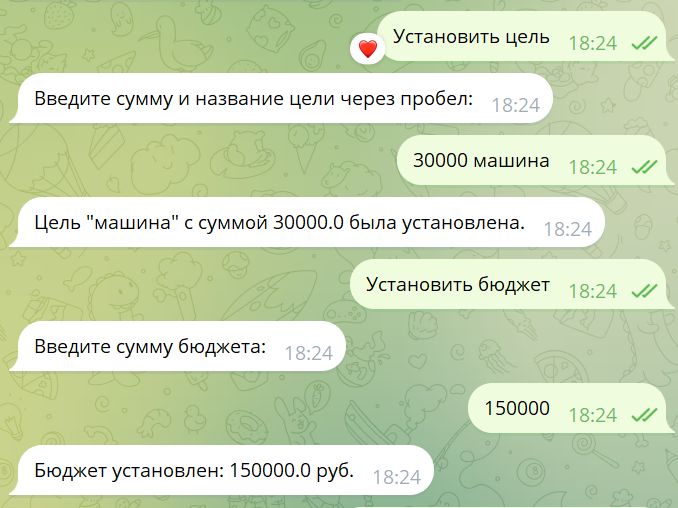 Установить цель 18:24
Введите сумму и название цели через пробел: 18:24
30000 машина 18:24
Цель "машина" с суммой 30000.0 была установлена. 18:24
Установить бюджет 18:24
Введите сумму бюджета: 18:24
150000 18:24
Бюджет установлен: 150000.0 руб. 18:24